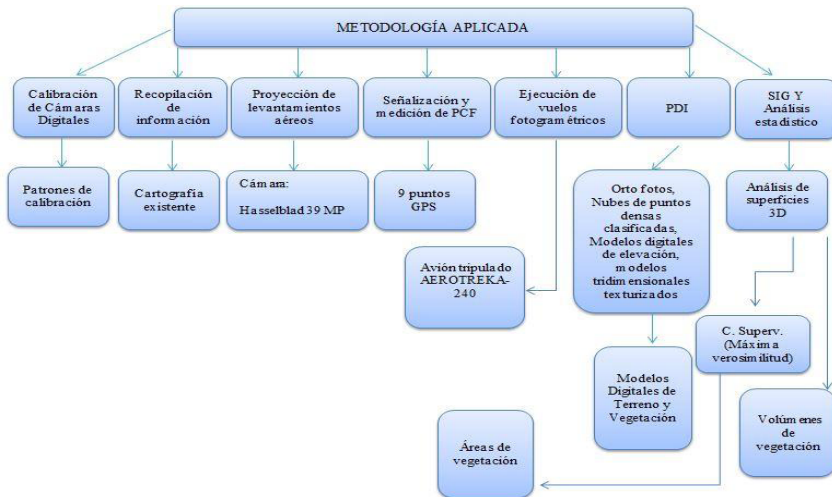 METODOLOGÍA APLICADA
Calibración
de Cámaras
Digitales
Recopilación
de
información
Proyección de
levantamientos
aéreos
Señalización y
medición de PCF
Ejecución de
vuelos
fotogramétricos
PDI
SIG Y
Análisis
estadístico
Patrones de
calibración
Cartografía
existente
Cámara:
Hasselblad 39 MP
9 puntos
GPS
Orto fotos,
Nubes de puntos
densas
clasificadas,
Modelos digitales
de elevación,
modelos
tridimensionales
texturizados
Análisis de
superficies
3D
Avión tripulado
AEROTREKA-
240
C. Superv.
(Máxima
verosimilitud)
Modelos
Digitales de
Terreno y
Vegetación
Volúmenes
de
vegetación
Áreas de
vegetación